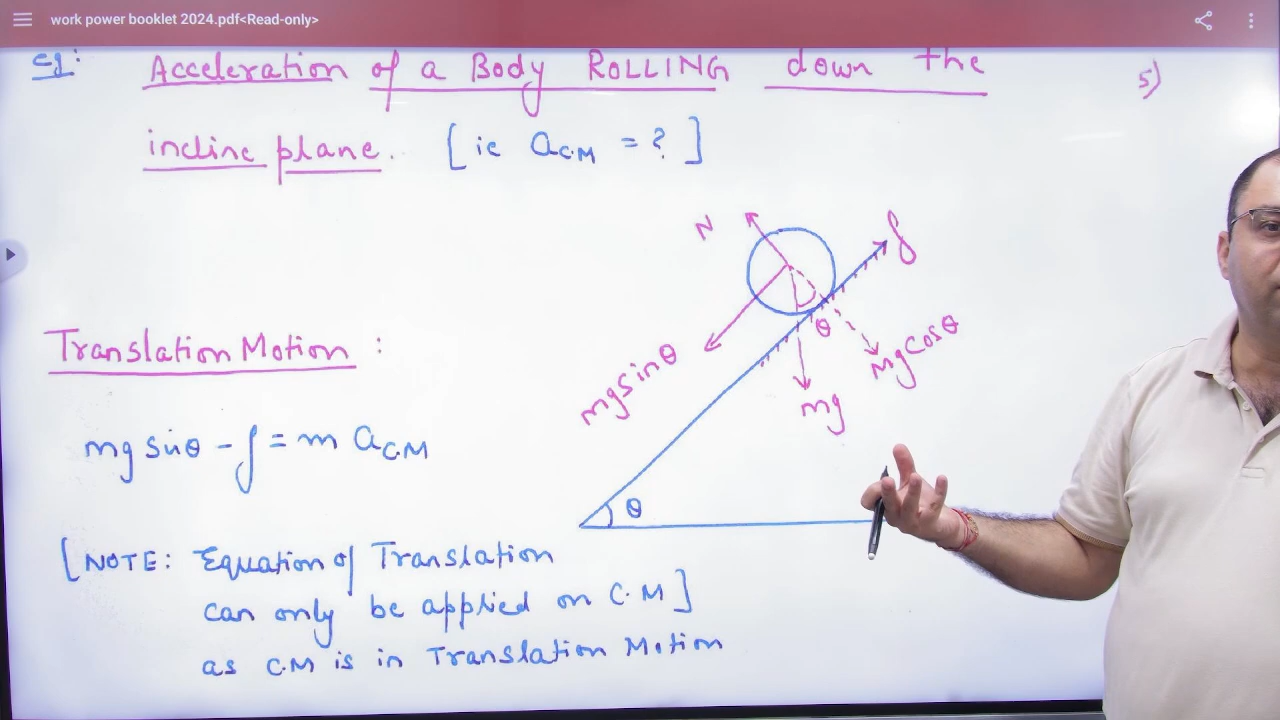 work power booklet 2024.pdf<Read-only>
eg:
Acceleration of a Body ROLLING down the
incline plane. [ie aC.M = ?]
5)
N
f
θ
mg sinθ
Mg cosθ
mg
Translation Motion :
mg sinθ - f = m aC.M
θ
[NOTE: Equation of Translation
can only be applied on C.M]
as C.M is in Translation Motion